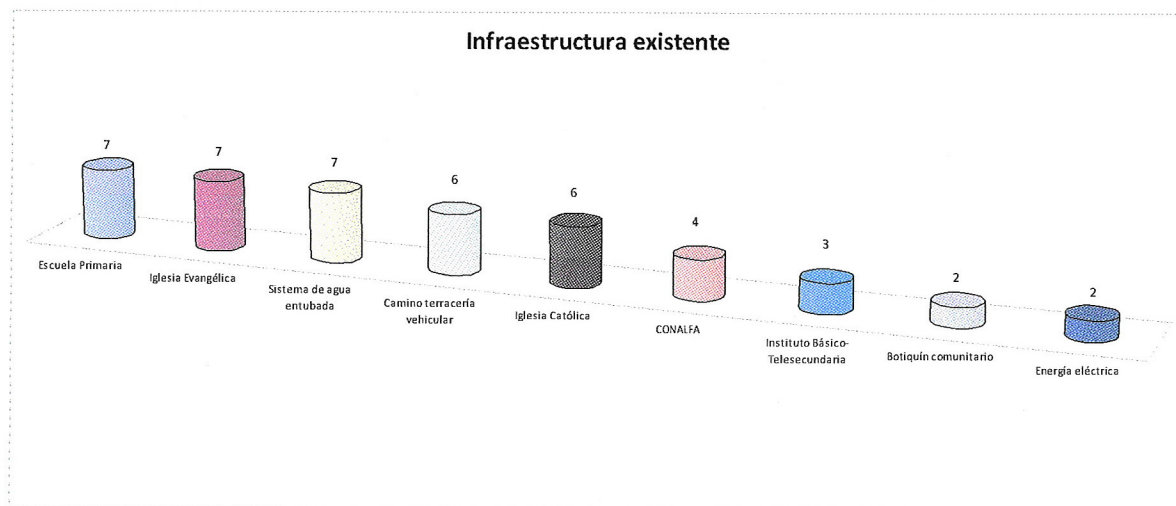 Infraestructura existente
7
7
7
6
6
4
3
2
2
Escuela Primaria
Iglesia Evangélica
Sistema de agua
entubada
Camino terracería
vehicular
Iglesia Católica
CONALFA
Instituto Básico-
Telesecundaria
Botiquín comunitario
Energía eléctrica